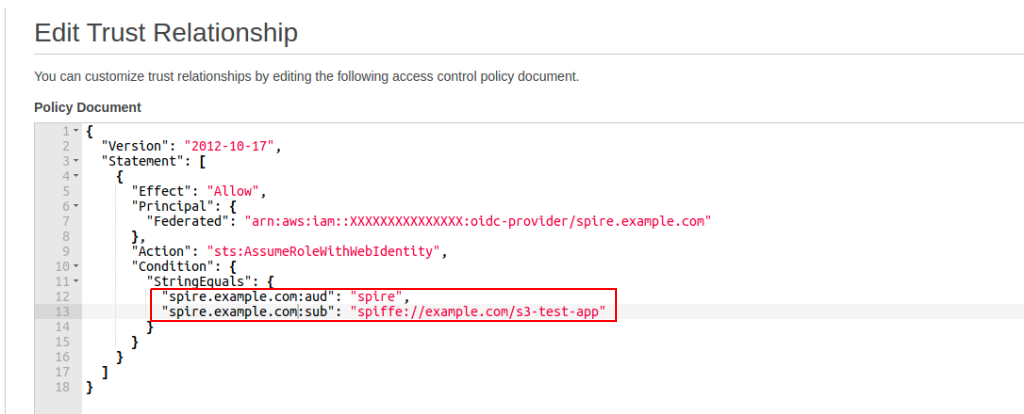 Edit Trust Relationship
You can customize trust relationships by editing the following access control policy document.
Policy Document
1 {
2 "Version": "2012-10-17",
3 "Statement": [
4 {
5 "Effect": "Allow",
6 "Principal": {
7 "Federated": "arn:aws:iam::XXXXXXXXXXXXXXX:oidc-provider/spire.example.com"
8 },
9 "Action": "sts:AssumeRoleWithWebIdentity",
10 "Condition": {
11 "StringEquals": {
12 "spire.example.com:aud": "spire",
13 "spire.example.com:sub": "spiffe://example.com/s3-test-app"
14 }
15 }
16 }
17 ]
18 }